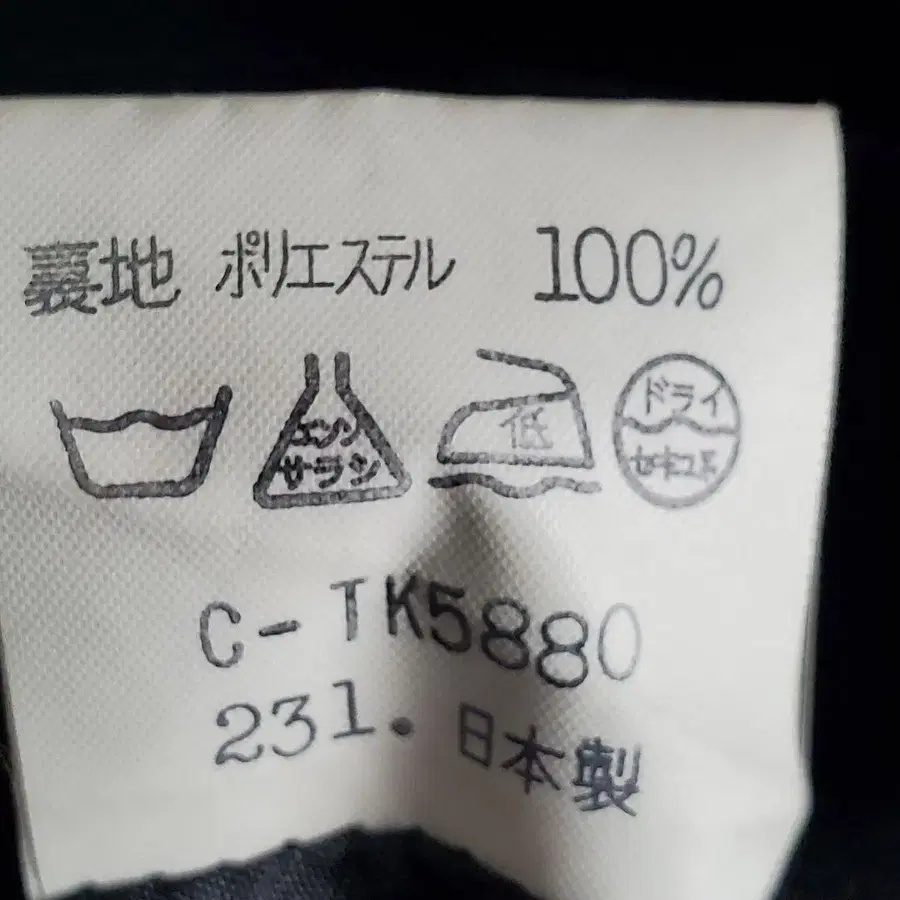 裏地 ポリエステル 100%
エンソ サラシ 低 ドライ
セキユ系
C-TK5880
231. 日本製